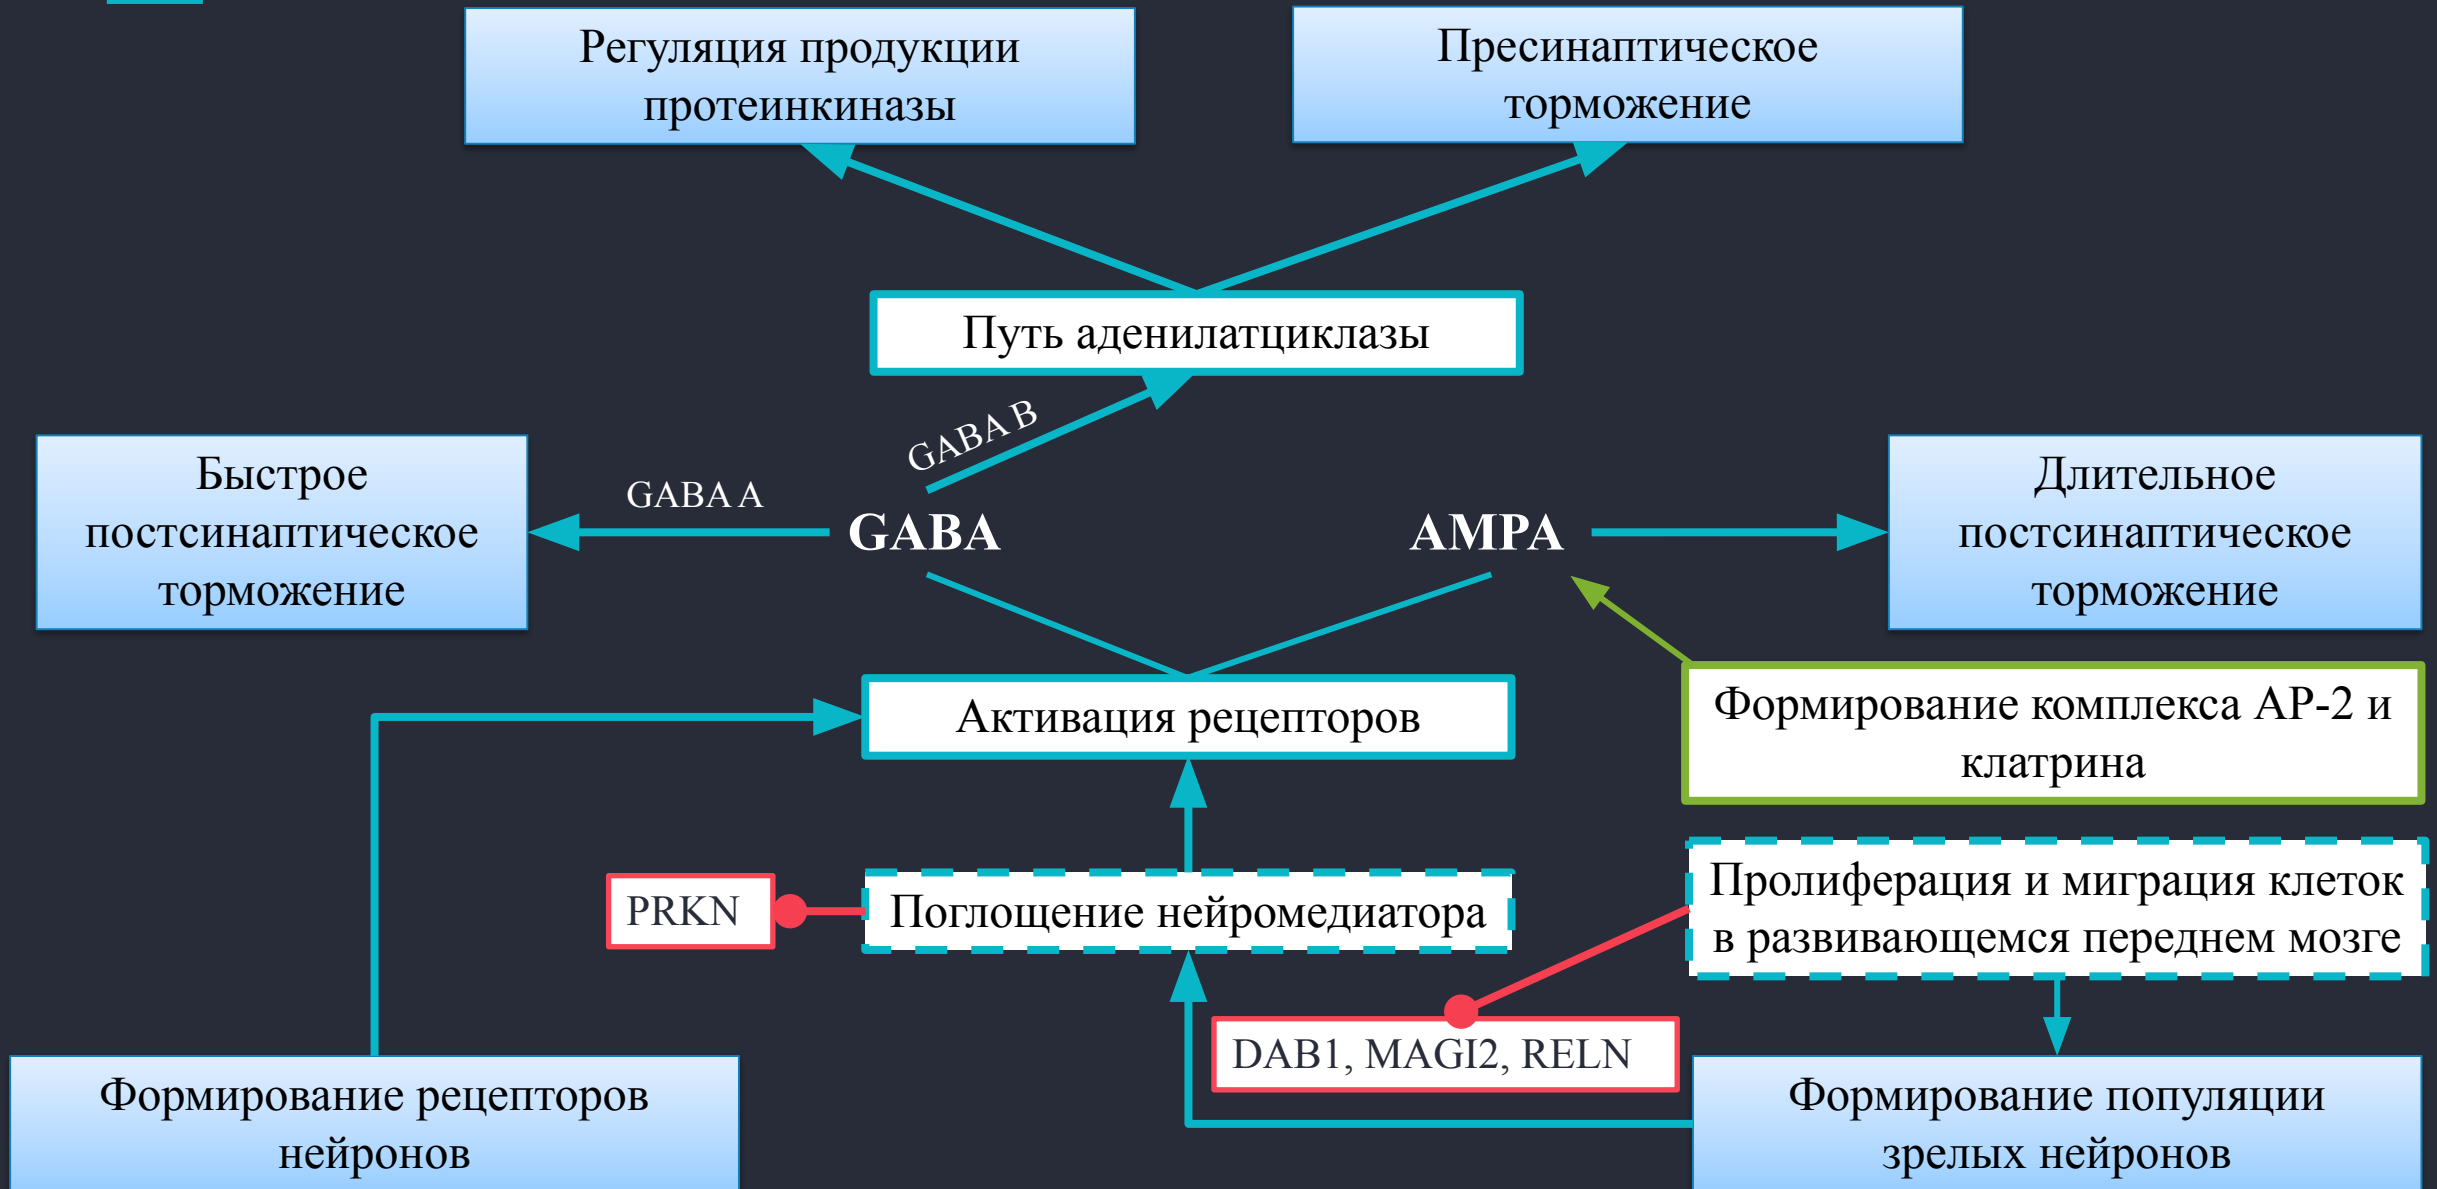 Регуляция продукции
протеинкиназы
Пресинаптическое
торможение
Путь аденилатциклазы
GABA B
Быстрое
постсинаптическое
торможение
GABA A
GABA
AMPA
Длительное
постсинаптическое
торможение
Активация рецепторов
Формирование комплекса AP-2 и
клатрина
PRKN
Поглощение нейромедиатора
Пролиферация и миграция клеток
в развивающемся переднем мозге
DAB1, MAGI2, RELN
Формирование рецепторов
нейронов
Формирование популяции
зрелых нейронов